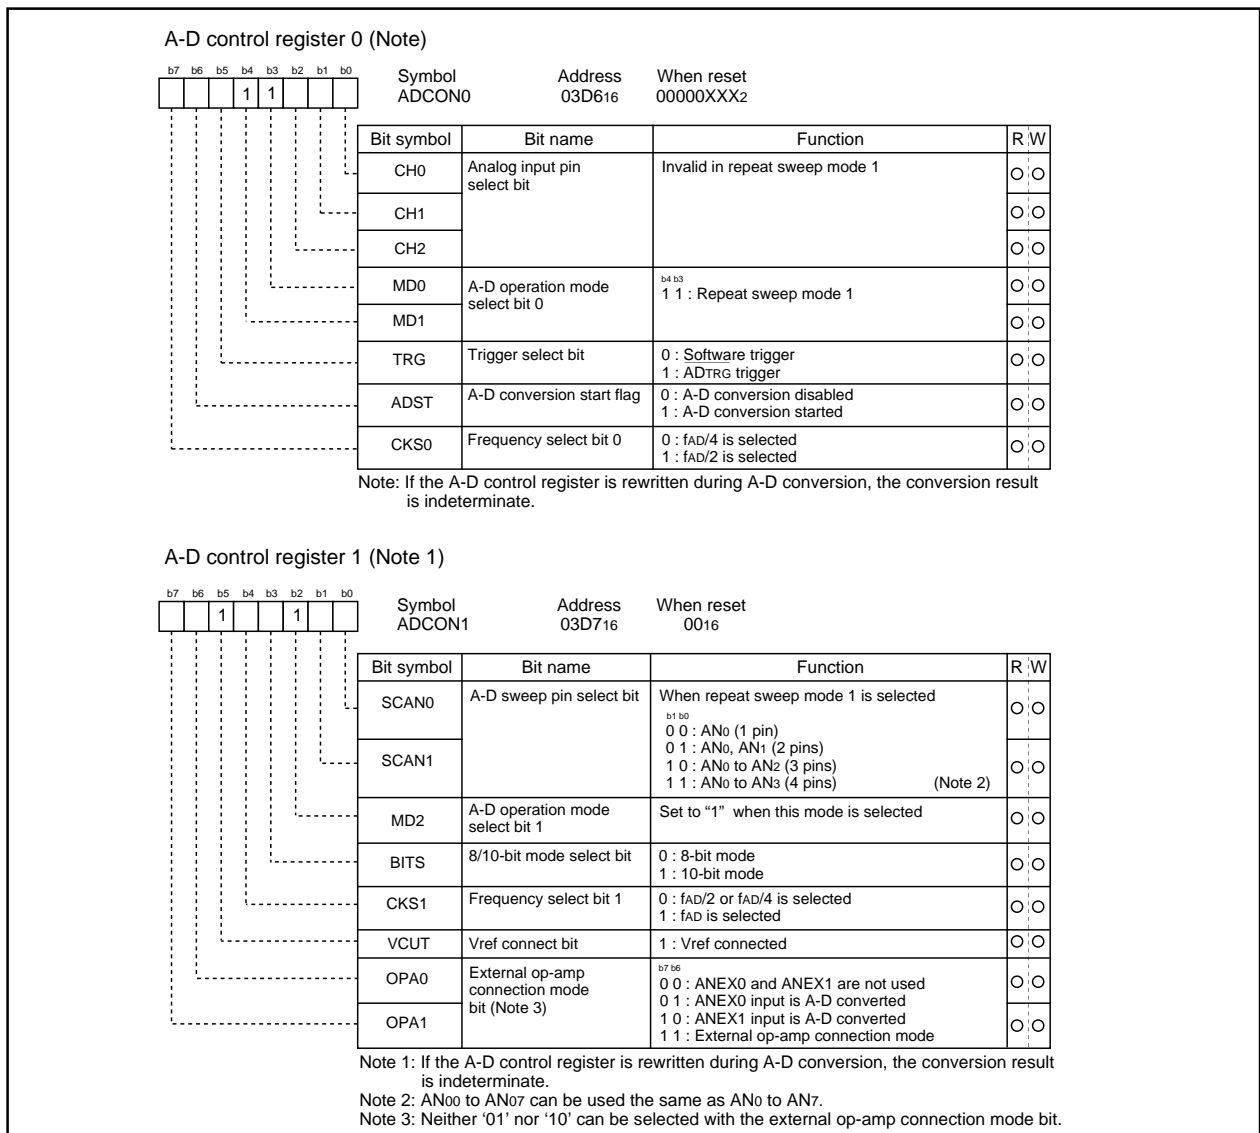 A-D control register 0 (Note)
b7 b6 b5 b4 b3 b2 b1 b0
1 1
Symbol Address When reset
ADCON0 03D616 00000XXX2
Bit symbol Bit name Function R W
CH0 Analog input pin select bit Invalid in repeat sweep mode 1
CH1
CH2
MD0 A-D operation mode select bit 0 b4 b3
1 1 : Repeat sweep mode 1
MD1
TRG Trigger select bit 0 : Software trigger
1 : ADTRG trigger
ADST A-D conversion start flag 0 : A-D conversion disabled
1 : A-D conversion started
CKS0 Frequency select bit 0 0 : fAD/4 is selected
1 : fAD/2 is selected
Note: If the A-D control register is rewritten during A-D conversion, the conversion result
is indeterminate.
A-D control register 1 (Note 1)
b7 b6 b5 b4 b3 b2 b1 b0
1 1
Symbol Address When reset
ADCON1 03D716 0016
Bit symbol Bit name Function R W
SCAN0 A-D sweep pin select bit When repeat sweep mode 1 is selected
b1 b0
0 0 : AN0 (1 pin)
0 1 : AN0, AN1 (2 pins)
SCAN1 1 0 : AN0 to AN2 (3 pins)
1 1 : AN0 to AN3 (4 pins) (Note 2)
MD2 A-D operation mode select bit 1 Set to “1” when this mode is selected
BITS 8/10-bit mode select bit 0 : 8-bit mode
1 : 10-bit mode
CKS1 Frequency select bit 1 0 : fAD/2 or fAD/4 is selected
1 : fAD is selected
VCUT Vref connect bit 1 : Vref connected
OPA0 External op-amp connection mode bit (Note 3) b7 b6
0 0 : ANEX0 and ANEX1 are not used
0 1 : ANEX0 input is A-D converted
OPA1 1 0 : ANEX1 input is A-D converted
1 1 : External op-amp connection mode
Note 1: If the A-D control register is rewritten during A-D conversion, the conversion result
is indeterminate.
Note 2: AN00 to AN07 can be used the same as AN0 to AN7.
Note 3: Neither ‘01’ nor ‘10’ can be selected with the external op-amp connection mode bit.